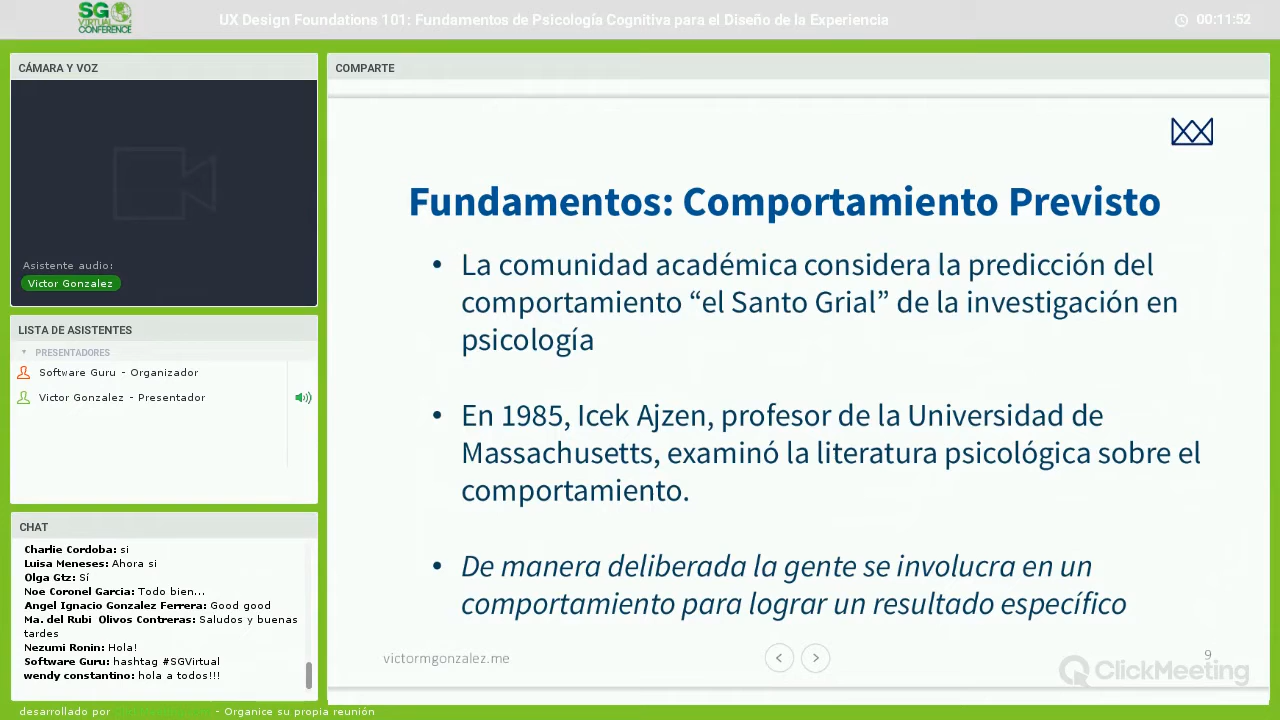 SG
VIRTUAL
CONFERENCE
UX Design Foundations 101: Fundamentos de Psicología Cognitiva para el Diseño de la Experiencia
00:11:52
CÁMARA Y VOZ
Asistente audio:
Victor Gonzalez
LISTA DE ASISTENTES
PRESENTADORES
Software Guru - Organizador
Victor Gonzalez - Presentador
CHAT
Charlie Cordoba: si
Luisa Meneses: Ahora si
Olga Gtz: Sí
Noe Coronel Garcia: Todo bien...
Angel Ignacio Gonzalez Ferrera: Good good
Ma. del Rubi Olivos Contreras: Saludos y buenas
tardes
Nezumi Ronin: Hola!
Software Guru: hashtag #SGVirtual
wendy constantino: hola a todos!!!
desarrollado por - Organice su propia reunión
COMPARTE
Fundamentos: Comportamiento Previsto
• La comunidad académica considera la predicción del
comportamiento “el Santo Grial” de la investigación en
psicología
• En 1985, Icek Ajzen, profesor de la Universidad de
Massachusetts, examinó la literatura psicológica sobre el
comportamiento.
• De manera deliberada la gente se involucra en un
comportamiento para lograr un resultado específico
victormgonzalez.me
9
ClickMeeting